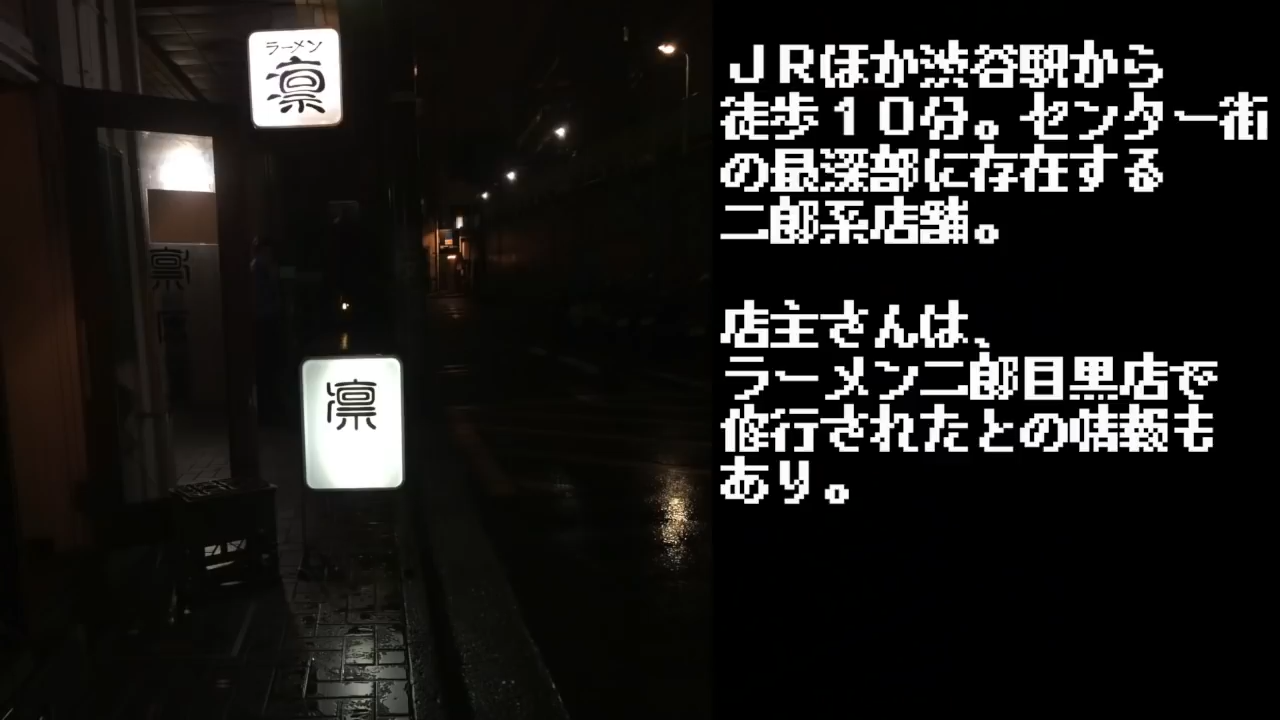 ラーメン
凛
凛
凛
ＪＲほか渋谷駅から
徒歩１０分。センター街
の最深部に存在する
二郎系店舗。
店主さんは、
ラーメン二郎目黒店で
修行されたとの情報も
あり。